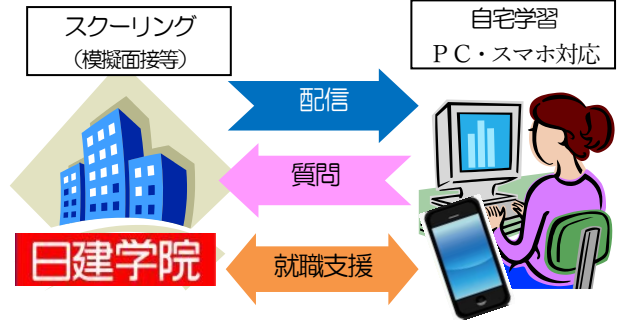 スクーリング
（模擬面接等）
自宅学習
ＰＣ・スマホ対応
配信
質問
就職支援
日建学院